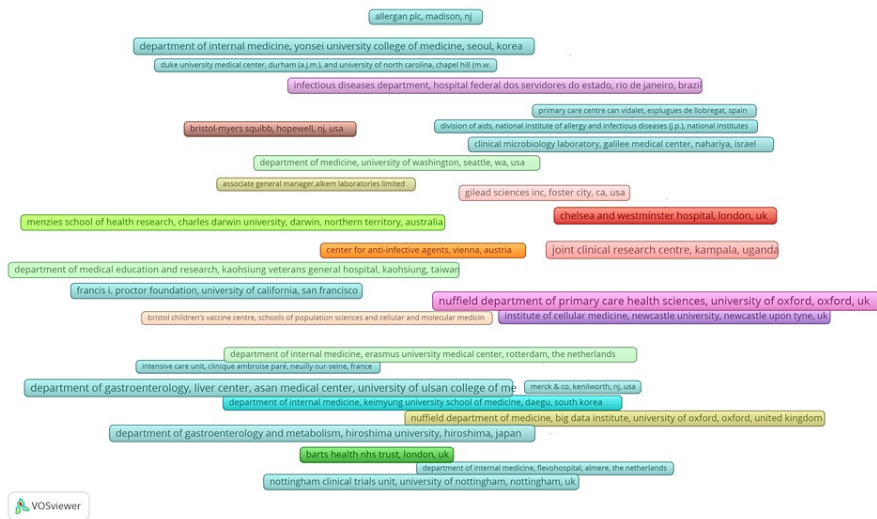 allergan plc, madison, nj
department of internal medicine, yonsei university college of medicine, seoul, korea
duke university medical center, durham (a.j.m.), and university of north carolina, chapel hill (m.w.
infectious diseases department, hospital federal dos servidores do estado, rio de janeiro, brazil
primary care centre can vidalet, esplugues de llobregat, spain
bristol-myers squibb, hopewell, nj, usa
division of aids, national institute of allergy and infectious diseases (j.p.), national institutes
clinical microbiology laboratory, galilee medical center, nahariya, israel
department of medicine, university of washington, seattle, wa, usa
associate general manager,alkem laboratories limited
gilead sciences inc, foster city, ca, usa
chelsea and westminster hospital, london, uk
menzies school of health research, charles darwin university, darwin, northern territory, australia
center for anti-infective agents, vienna, austria
joint clinical research centre, kampala, uganda
department of medical education and research, kaohsiung veterans general hospital, kaohsiung, taiwan
francis i. proctor foundation, university of california, san francisco
nuffield department of primary care health sciences, university of oxford, oxford, uk
bristol children's vaccine centre, schools of population sciences and cellular and molecular medicin
institute of cellular medicine, newcastle university, newcastle upon tyne, uk
department of internal medicine, erasmus university medical center, rotterdam, the netherlands
intensive care unit, clinique ambroise paré, neuilly-sur-seine, france
department of gastroenterology, liver center, asan medical center, university of ulsan college of me
merck & co, kenilworth, nj, usa
department of internal medicine, keimyung university school of medicine, daegu, south korea
nuffield department of medicine, big data institute, university of oxford, oxford, united kingdom
department of gastroenterology and metabolism, hiroshima university, hiroshima, japan
barts health nhs trust, london, uk
department of internal medicine, flevohospital, almere, the netherlands
nottingham clinical trials unit, university of nottingham, nottingham, uk
VOSviewer